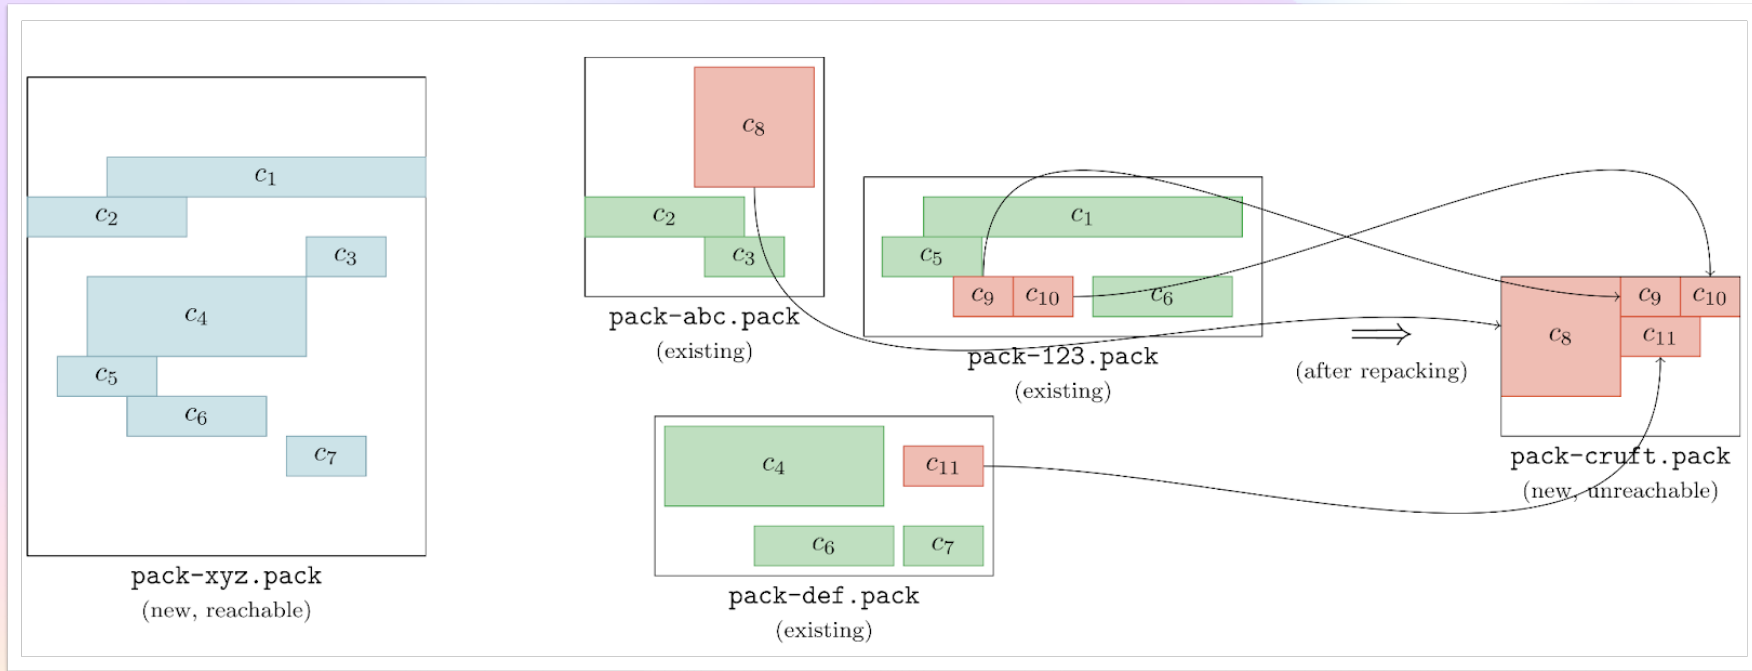 c1
c2
c3
c4
c5
c6
c7
pack-xyz.pack
(new, reachable)
c8
c2
c3
pack-abc.pack
(existing)
c1
c5
c9 c10 c6
pack-123.pack
(existing)
c4 c11
c6 c7
pack-def.pack
(existing)
⟹
(after repacking)
c9 c10
c8 c11
pack-cruft.pack
(new, unreachable)